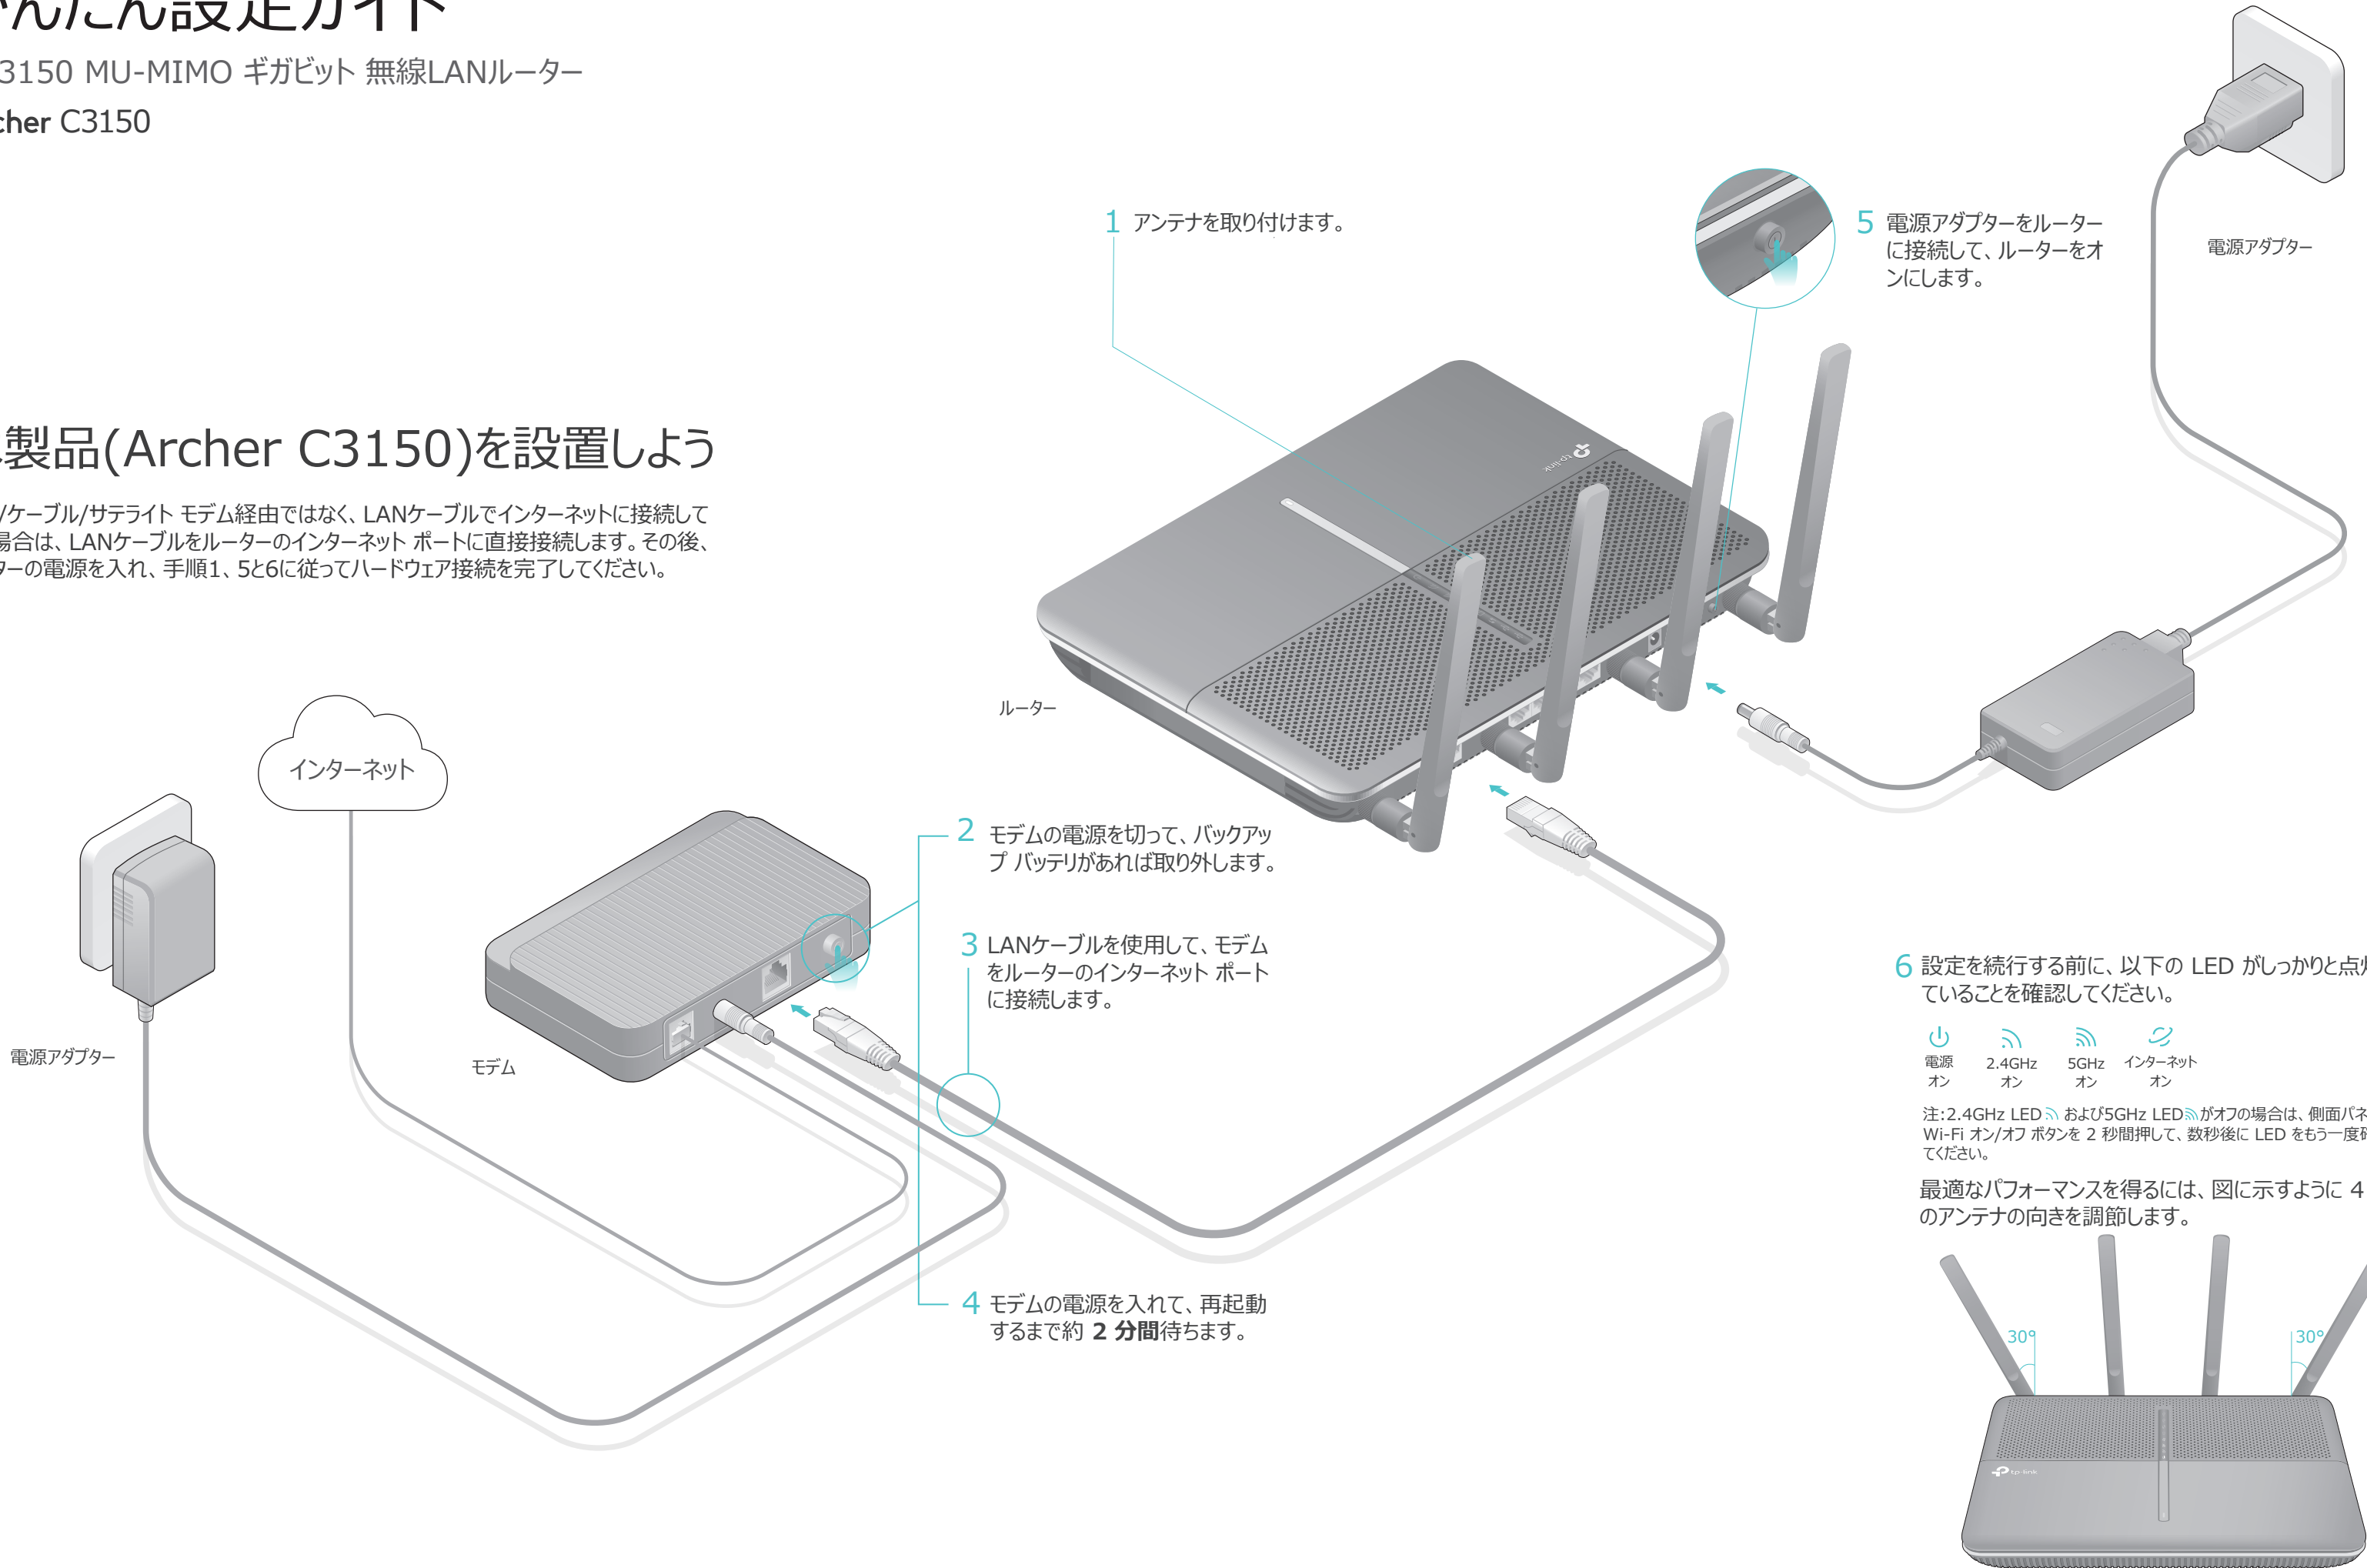 かんたん設定ガイド
3150 MU-MIMO ギガビット 無線LANルーター
cher C3150
製品(Archer C3150)を設置しよう
/ケーブル/サテライト モデム経由ではなく、LANケーブルでインターネットに接続して
場合は、LANケーブルをルーターのインターネット ポートに直接接続します。その後、
ターの電源を入れ、手順1、5と6に従ってハードウェア接続を完了してください。
1 アンテナを取り付けます。
5 電源アダプターをルーター
に接続して、ルーターをオ
ンにします。
電源アダプター
tp-link
ルーター
インターネット
2 モデムの電源を切って、バックアッ
プ バッテリがあれば取り外します。
3 LANケーブルを使用して、モデム
をルーターのインターネット ポート
に接続します。
電源アダプター
モデム
4 モデムの電源を入れて、再起動
するまで約 2 分間待ちます。
6 設定を続行する前に、以下の LED がしっかりと点
ていることを確認してください。
電源 2.4GHz 5GHz インターネット
オン オン オン オン
注:2.4GHz LED および5GHz LED がオフの場合は、側面パネ
Wi-Fi オン/オフ ボタンを 2 秒間押して、数秒後に LED をもう一度
てください。
最適なパフォーマンスを得るには、図に示すように 4
のアンテナの向きを調節します。
30° 30°
tp-link